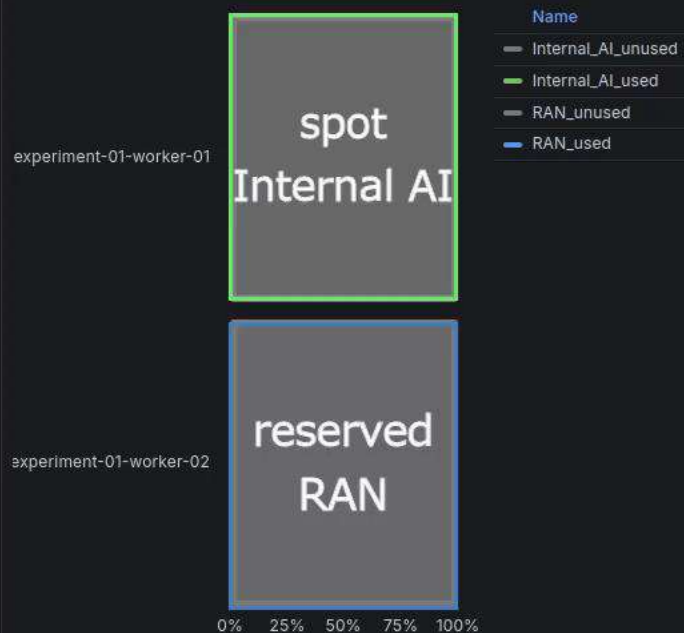 experiment-01-worker-01
spot
Internal AI
experiment-01-worker-02
reserved
RAN
0% 25% 50% 75% 100%
Name
Internal_AI_unused
Internal_AI_used
RAN_unused
RAN_used